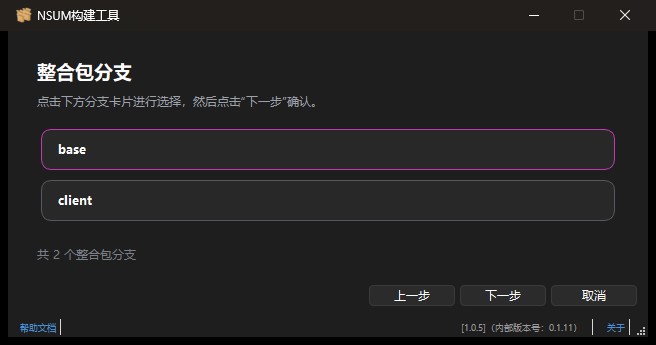 NSUM构建工具
整合包分支
点击下方分支卡片进行选择，然后点击“下一步”确认。
base
client
共 2 个整合包分支
上一步 下一步 取消
帮助文档 [1.0.5]（内部版本号：0.1.11） 关于